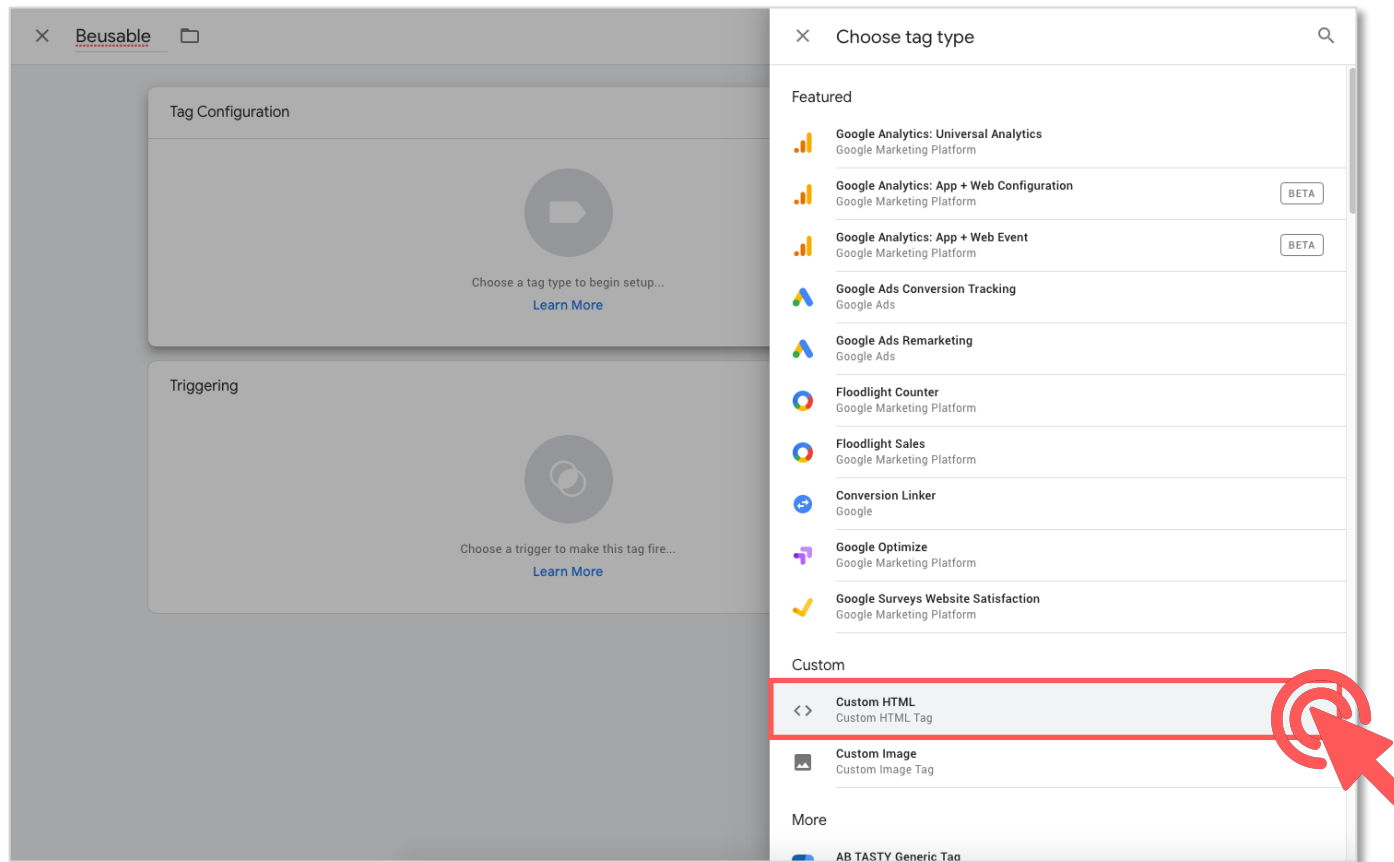 Beusable
Tag Configuration
Choose a tag type to begin setup...
Learn More
Triggering
Choose a trigger to make this tag fire...
Learn More
Choose tag type
Featured
Google Analytics: Universal Analytics
Google Marketing Platform
Google Analytics: App + Web Configuration
Google Marketing Platform
BETA
Google Analytics: App + Web Event
Google Marketing Platform
BETA
Google Ads Conversion Tracking
Google Ads
Google Ads Remarketing
Google Ads
Floodlight Counter
Google Marketing Platform
Floodlight Sales
Google Marketing Platform
Conversion Linker
Google
Google Optimize
Google Marketing Platform
Google Surveys Website Satisfaction
Google Marketing Platform
Custom
Custom HTML
Custom HTML Tag
Custom Image
Custom Image Tag
More
AB TASTY Generic Tag